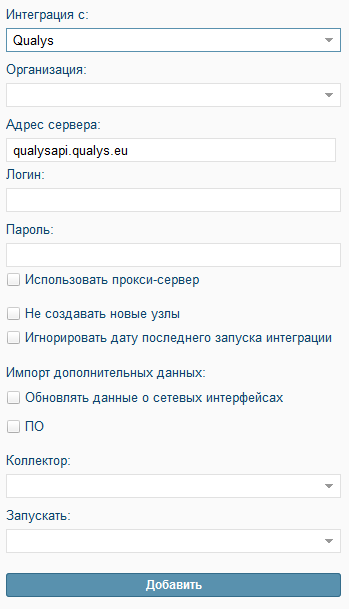 Интеграция с:
Qualys
Организация:
Адрес сервера:
qualysapi.qualys.eu
Логин:
Пароль:
Использовать прокси-сервер
Не создавать новые узлы
Игнорировать дату последнего запуска интеграции
Импорт дополнительных данных:
Обновлять данные о сетевых интерфейсах
ПО
Коллектор:
Запускать:
Добавить